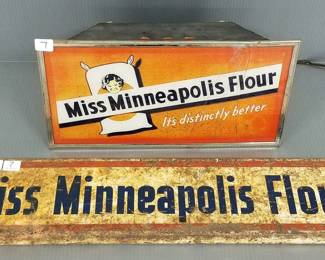 7
Miss Minneapolis Flour
It's distinctly better
iss Minneapolis Flou